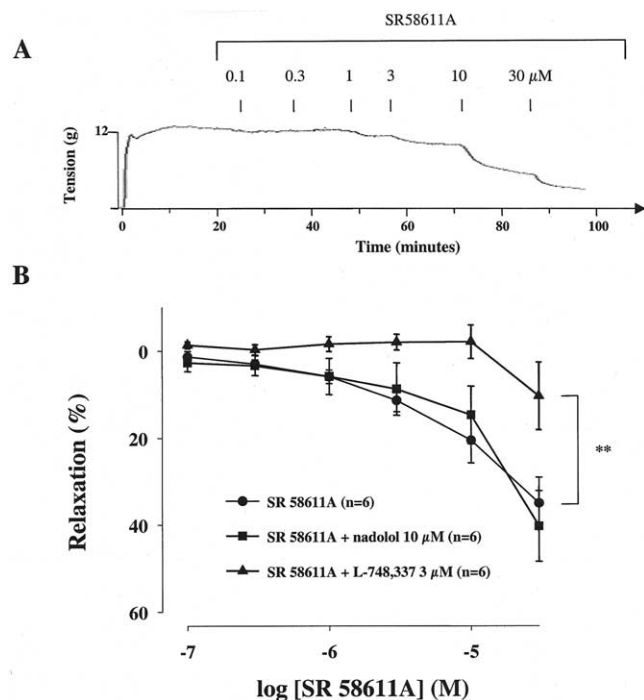 SR58611A
A
0.1 0.3 1 3 10 30 µM
12
Tension (g)
0 20 40 60 80 100
Time (minutes)
B
0
20
40
60
Relaxation (%)
**
SR 58611A (n=6)
SR 58611A + nadolol 10 µM (n=6)
SR 58611A + L-748,337 3 µM (n=6)
-7 -6 -5
log [SR 58611A] (M)